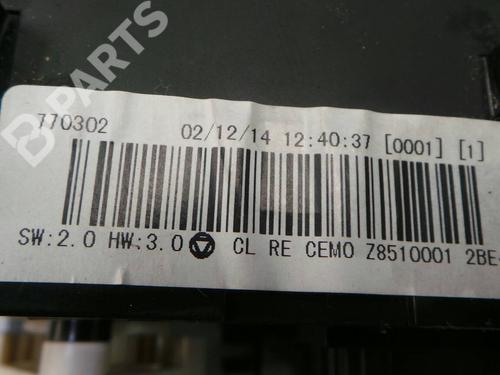 B-PARTS
770302 02/12/14 12:40:37 [0001] [1]
SW:2.0 HW:3.0 CL RE CEMO Z8510001 2BE